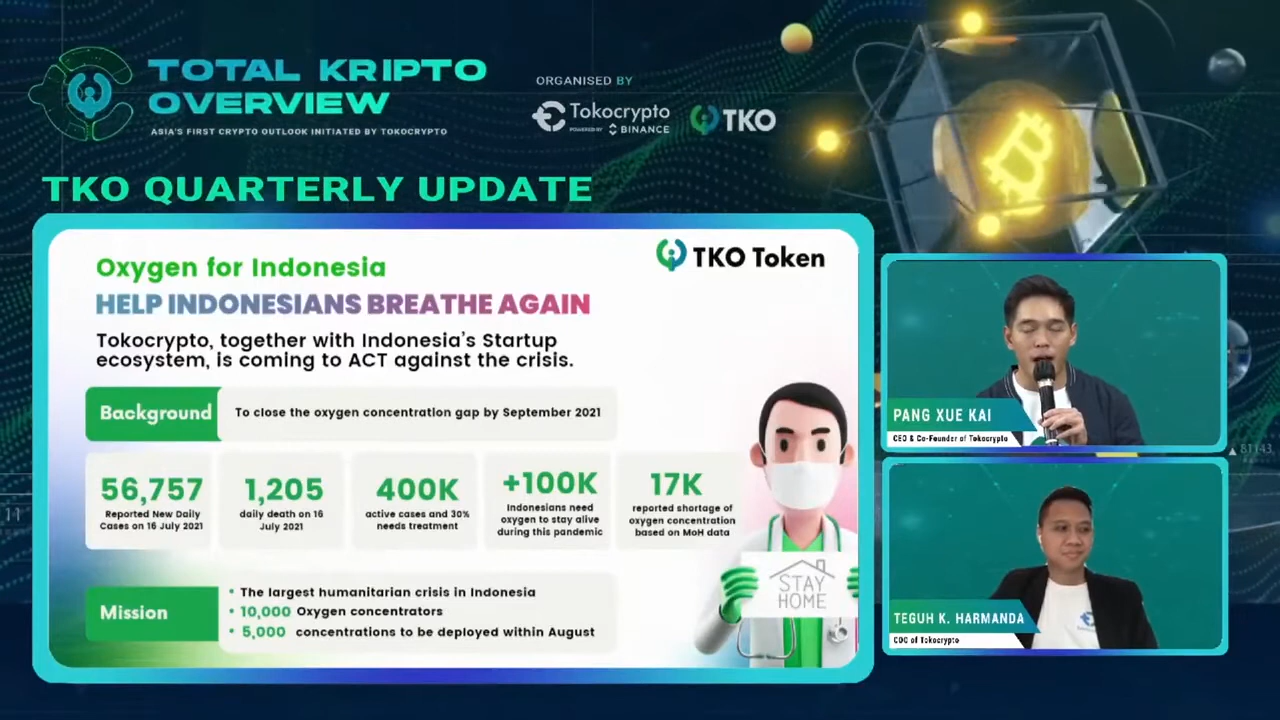 TOTAL KRIPTO
OVERVIEW
ASIA'S FIRST CRYPTO OUTLOOK INITIATED BY TOKOCRYPTO
ORGANISED BY
Tokocrypto
POWERED BY BINANCE
TKO
TKO QUARTERLY UPDATE
TKO Token
Oxygen for Indonesia
HELP INDONESIANS BREATHE AGAIN
Tokocrypto, together with Indonesia's Startup
ecosystem, is coming to ACT against the crisis.
Background
To close the oxygen concentration gap by September 2021
56,757
Reported New Daily
Cases on 16 July 2021
1,205
daily death on 16
July 2021
400K
active cases and 30%
needs treatment
+100K
Indonesians need
oxygen to stay alive
during this pandemic
17K
reported shortage of
oxygen concentration
based on MoH data
Mission
• The largest humanitarian crisis in Indonesia
• 10,000 Oxygen concentrators
• 5,000 concentrations to be deployed within August
STAY
HOME
PANG XUE KAI
CEO & Co-Founder of Tokocrypto
TEGUH K. HARMANDA
COO of Tokocrypto
▲ 81143
11